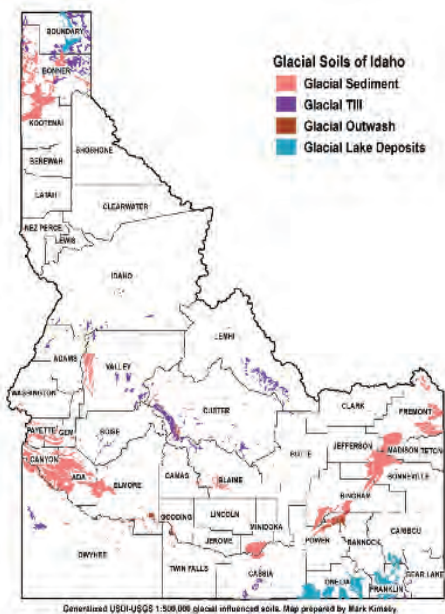 BOUNDARY
BONNER
Glacial Soils of Idaho
Glacial Sediment
Glacial Till
Glacial Outwash
Glacial Lake Deposits
KOOTENAI
SHOSHONE
BENEWAH
LATAH
CLEARWATER
NEZ PERCE
LEWIS
IDAHO
LEMHI
ADAMS
VALLEY
WASHINGTON
CUSTER
CLARK
FREMONT
PAYETTE
GEM
BOISE
BUTTE
JEFFERSON
MADISON
TETON
CANYON
ADA
ELMORE
CAMAS
BLAINE
BONNEVILLE
BINGHAM
GOODING
LINCOLN
MINIDOKA
POWER
BANNOCK
CARIBOU
JEROME
OWYHEE
TWIN FALLS
CASSIA
ONEIDA
FRANKLIN
BEAR LAKE
Generalized USDI-USGS 1:500,000 glacial influenced soils. Map prepared by Mark Kimsey